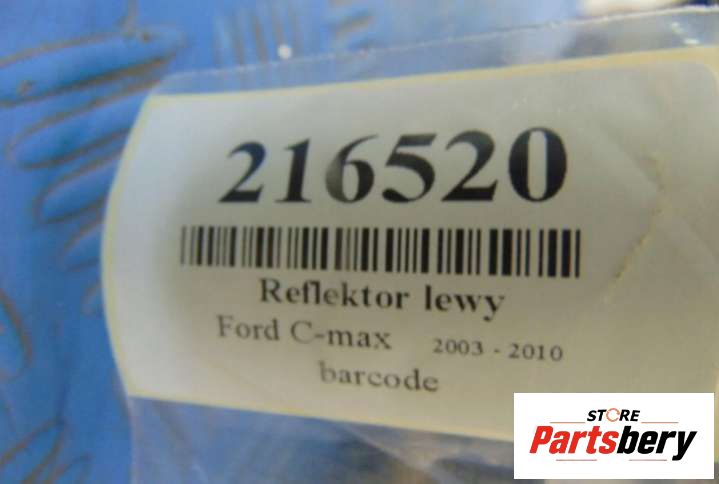 216520
Reflektor lewy
Ford C-max 2003 - 2010
barcode
STORE
Partsbery